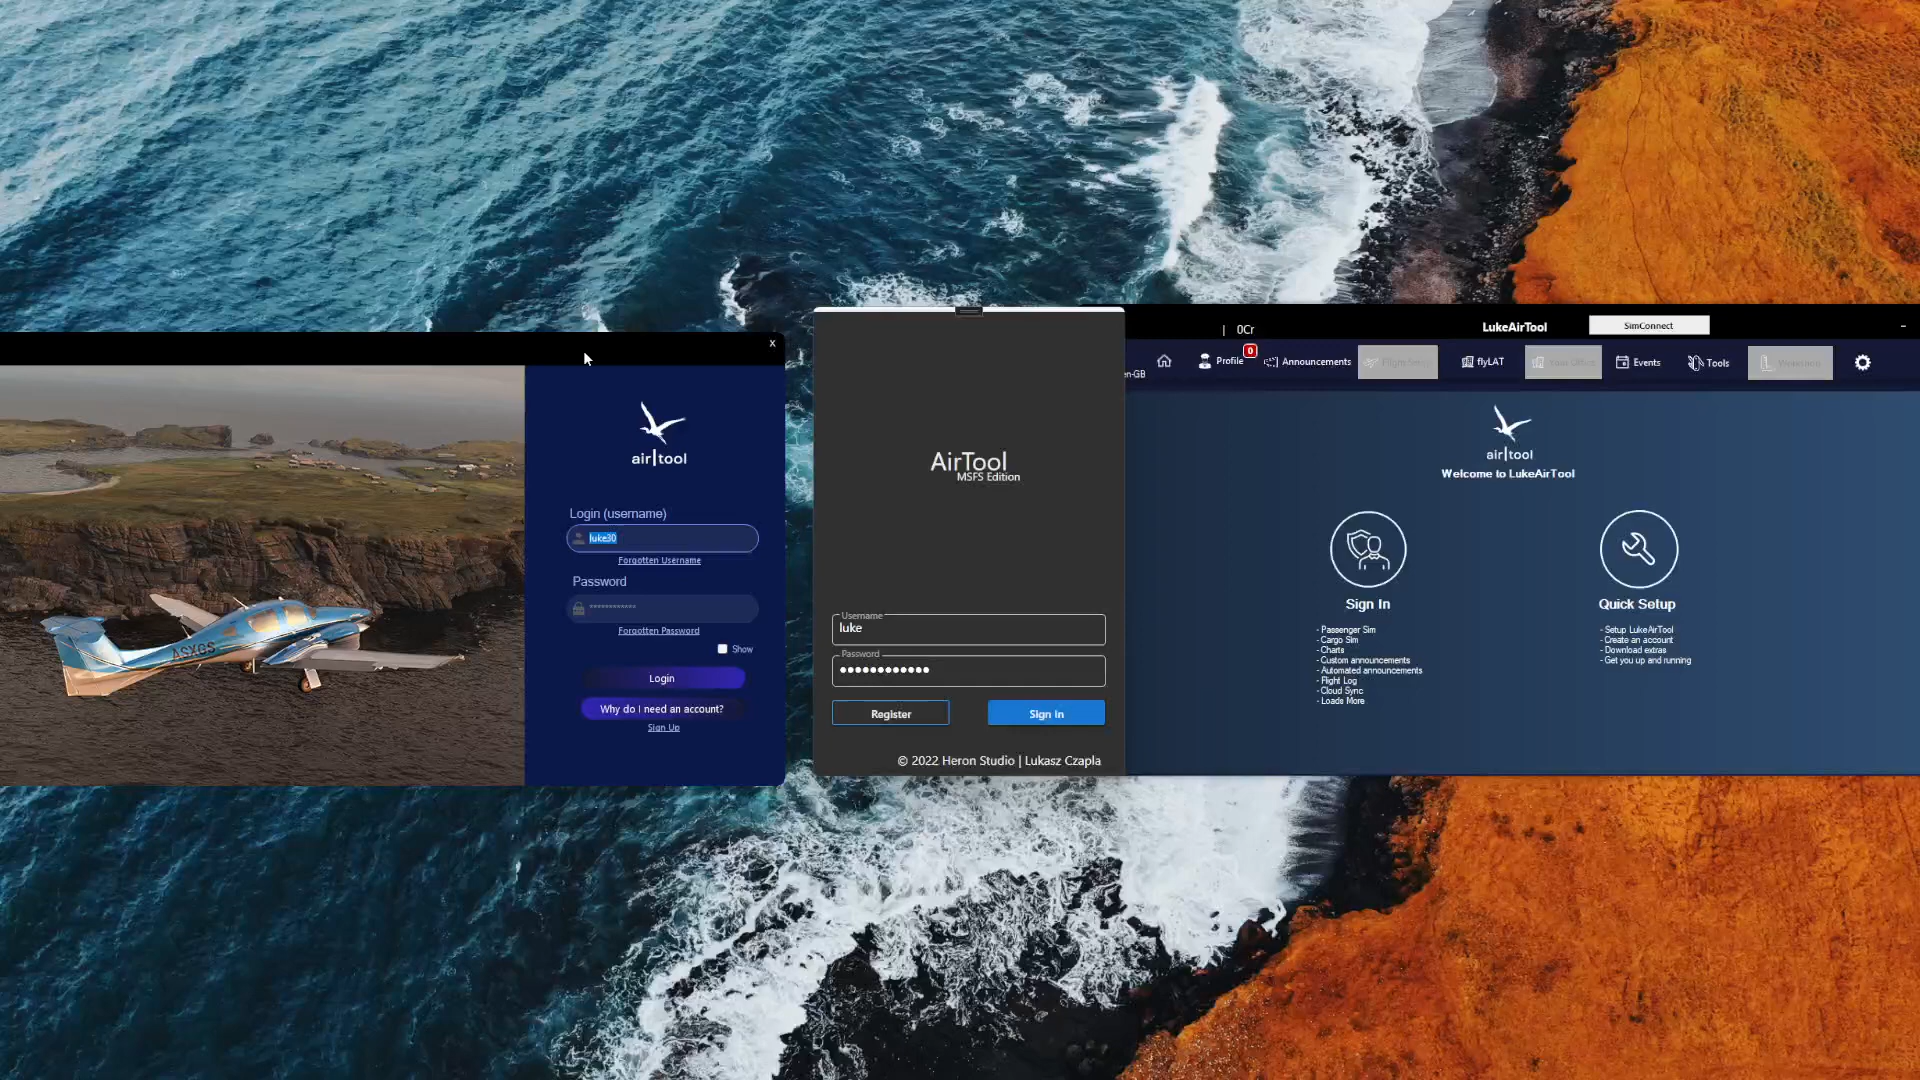 x
ASXGS
air|tool
Login (username)
luke30
Forgotten Username
Password
************
Forgotten Password
Show
Login
Why do I need an account?
Sign Up
AirTool
MSFS Edition
Username
luke
Password
Register
Sign In
© 2022 Heron Studio | Lukasz Czapla
| 0Cr
LukeAirTool
SimConnect
en-GB
Profile
0
Announcements
flyLAT
Events
Tools
air|tool
Welcome to LukeAirTool
Sign In
- Passenger Sim
- Cargo Sim
- Charts
- Custom announcements
- Automated announcements
- Flight Log
- Cloud Sync
- Loads More
Quick Setup
- Setup LukeAirTool
- Create an account
- Download extras
- Get you up and running